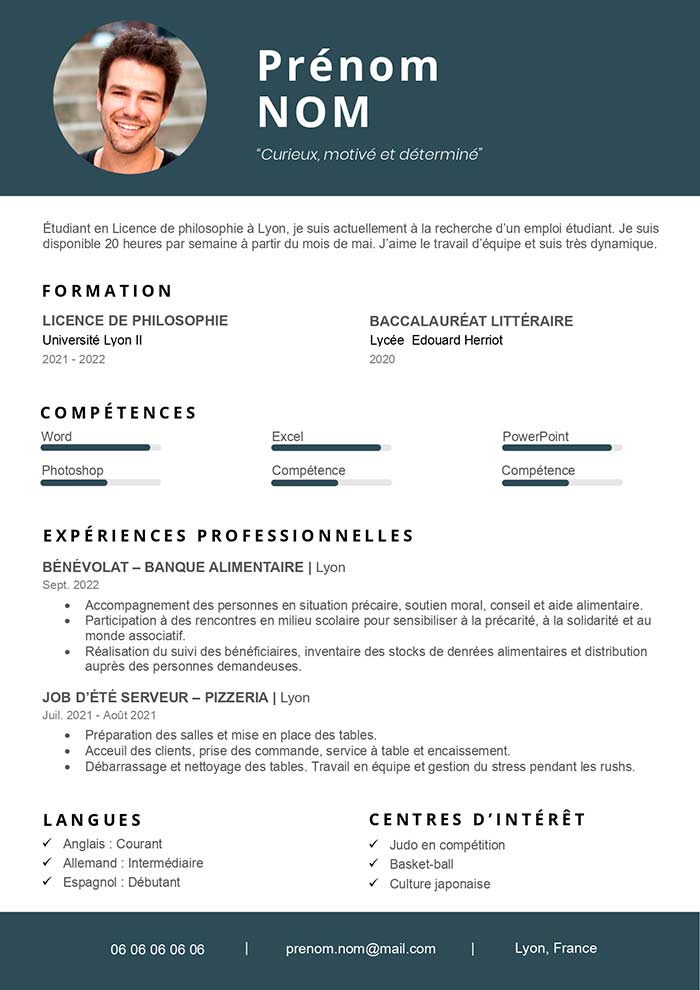 Prénom
NOM
“Curieux, motivé et déterminé”
Étudiant en Licence de philosophie à Lyon, je suis actuellement à la recherche d’un emploi étudiant. Je suis
disponible 20 heures par semaine à partir du mois de mai. J’aime le travail d’équipe et suis très dynamique.
FORMATION
LICENCE DE PHILOSOPHIE
Université Lyon II
2021 - 2022
BACCALAURÉAT LITTÉRAIRE
Lycée Edouard Herriot
2020
COMPÉTENCES
Word
Excel
PowerPoint
Photoshop
Compétence
Compétence
EXPÉRIENCES PROFESSIONNELLES
BÉNÉVOLAT – BANQUE ALIMENTAIRE | Lyon
Sept. 2022
• Accompagnement des personnes en situation précaire, soutien moral, conseil et aide alimentaire.
• Participation à des rencontres en milieu scolaire pour sensibiliser à la précarité, à la solidarité et au
monde associatif.
• Réalisation du suivi des bénéficiaires, inventaire des stocks de denrées alimentaires et distribution
auprès des personnes demandeuses.
JOB D’ÉTÉ SERVEUR – PIZZERIA | Lyon
Juil. 2021 - Août 2021
• Préparation des salles et mise en place des tables.
• Acceuil des clients, prise des commande, service à table et encaissement.
• Débarrassage et nettoyage des tables. Travail en équipe et gestion du stress pendant les rushs.
LANGUES
✓ Anglais : Courant
✓ Allemand : Intermédiaire
✓ Espagnol : Débutant
CENTRES D’INTÉRÊT
✓ Judo en compétition
✓ Basket-ball
✓ Culture japonaise
06 06 06 06 06 | prenom.nom@mail.com | Lyon, France